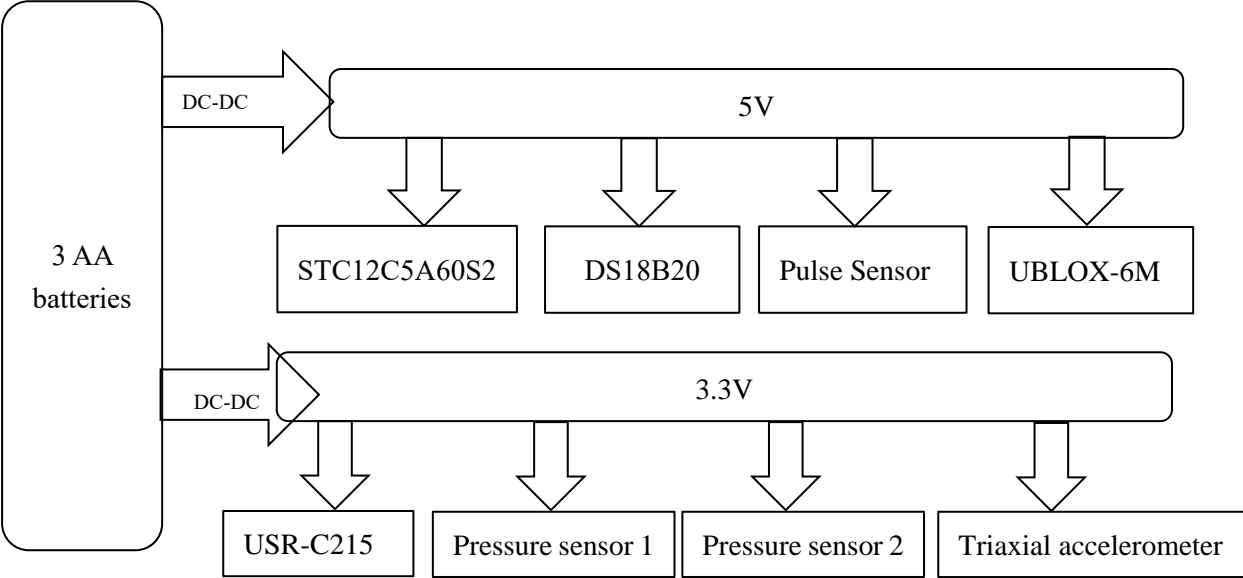 DC-DC
5V
3 AA
batteries
STC12C5A60S2
DS18B20
Pulse Sensor
UBLOX-6M
DC-DC
3.3V
USR-C215
Pressure sensor 1
Pressure sensor 2
Triaxial accelerometer